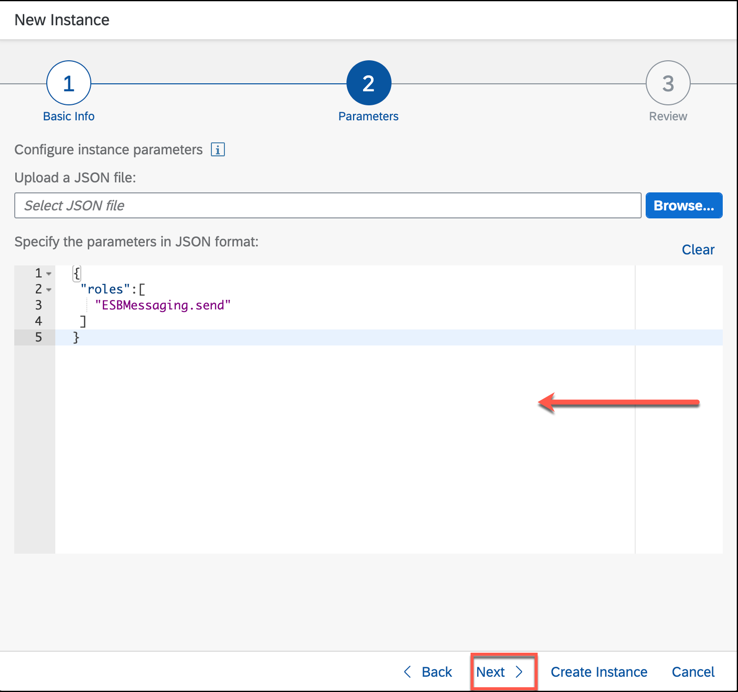 New Instance
1
2
3
Basic Info
Parameters
Review
Configure instance parameters i
Upload a JSON file:
Select JSON file
Browse...
Specify the parameters in JSON format:
Clear
1 {
2 "roles":[
3 "ESBMessaging.send"
4 ]
5 }
Back
Next
Create Instance
Cancel